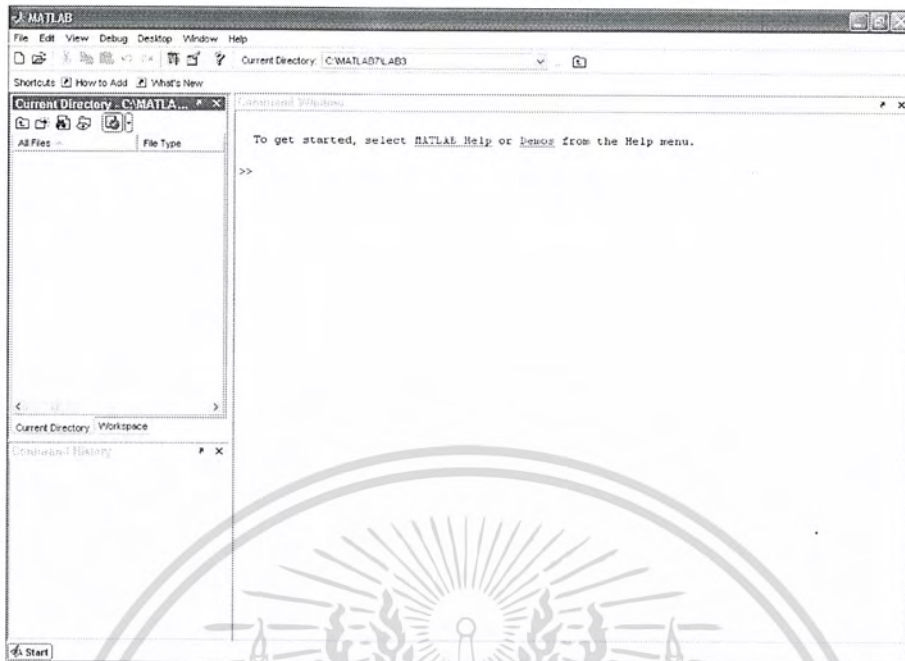 MATLAB
File Edit View Debug Desktop Window Help
Current Directory: C:\MATLAB7\LAB3
Shortcuts How to Add What's New
Current Directory - C:\MATLA...
All Files File Type
Current Directory Workspace
Command History
Command Window
To get started, select MATLAB Help or Demos from the Help menu.
>>
Start